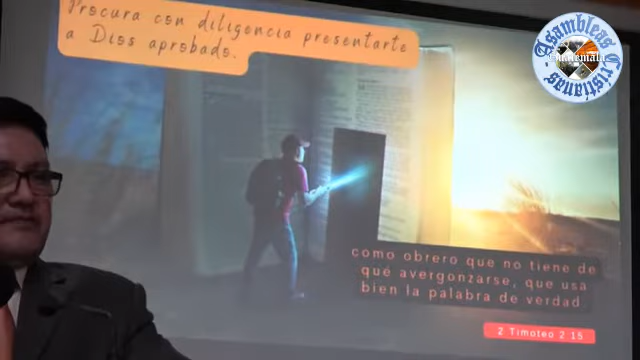 Procura con diligencia presentarte
a Dios aprobado.
Asambleas Cristianas
Guatemala
como obrero que no tiene de
qué avergonzarse, que usa
bien la palabra de verdad
2 Timoteo 2 15